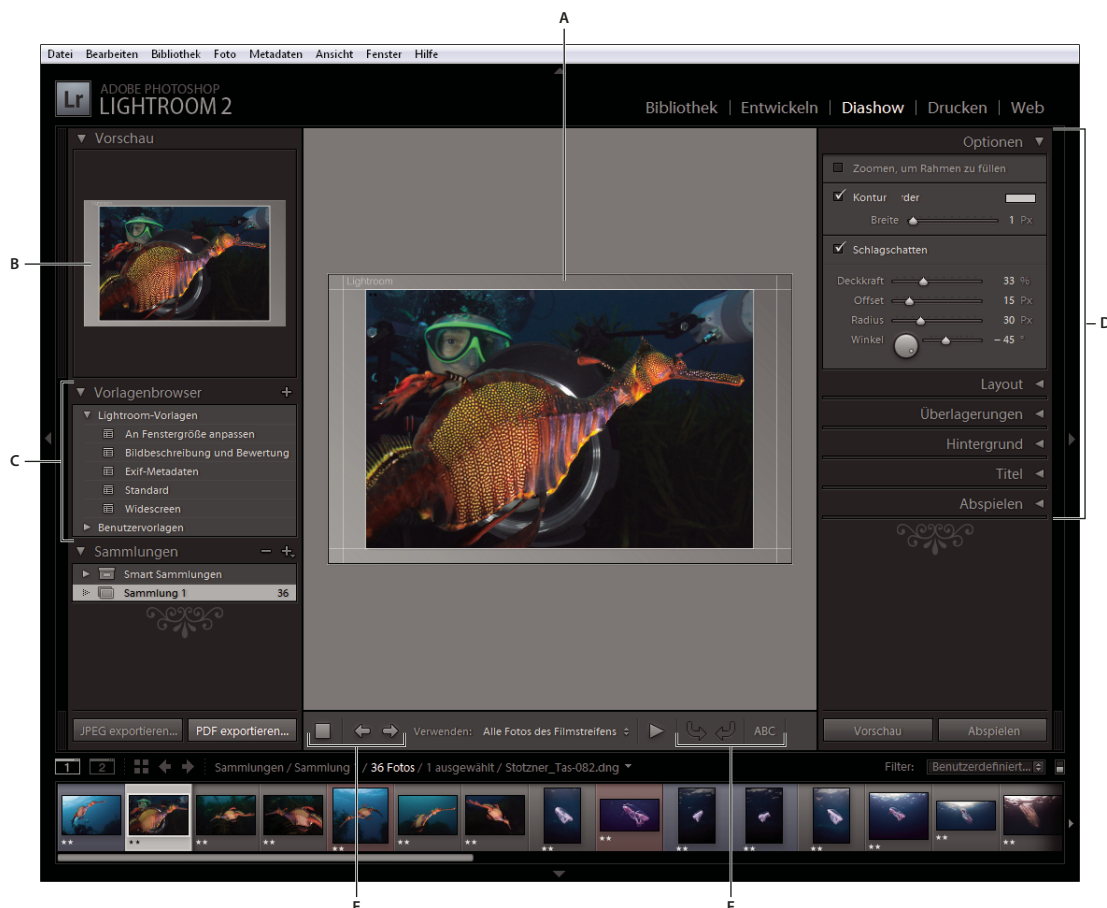 A
Datei Bearbeiten Bibliothek Foto Metadaten Ansicht Fenster Hilfe
Lr ADOBE PHOTOSHOP
LIGHTROOM 2
Bibliothek | Entwickeln | Diashow | Drucken | Web
Vorschau
B
Vorlagenbrowser +
Lightroom-Vorlagen
An Fenstergröße anpassen
Bildbeschreibung und Bewertung
C
Exif-Metadaten
Standard
Widescreen
Benutzervorlagen
Sammlungen − +
Smart Sammlungen
Sammlung 1 36
JPEG exportieren... PDF exportieren...
Lightroom
Verwenden: Alle Fotos des Filmstreifens
ABC
Optionen
Zoomen, um Rahmen zu füllen
Kontur der
Breite 1 Px
Schlagschatten
Deckkraft 33 %
Offset 15 Px
Radius 30 Px
Winkel – 45 °
D
Layout
Überlagerungen
Hintergrund
Titel
Abspielen
Vorschau Abspielen
1 2 Sammlungen / Sammlung / 36 Fotos / 1 ausgewählt / Stotzner_Tas-082.dng
Filter: Benutzerdefiniert...